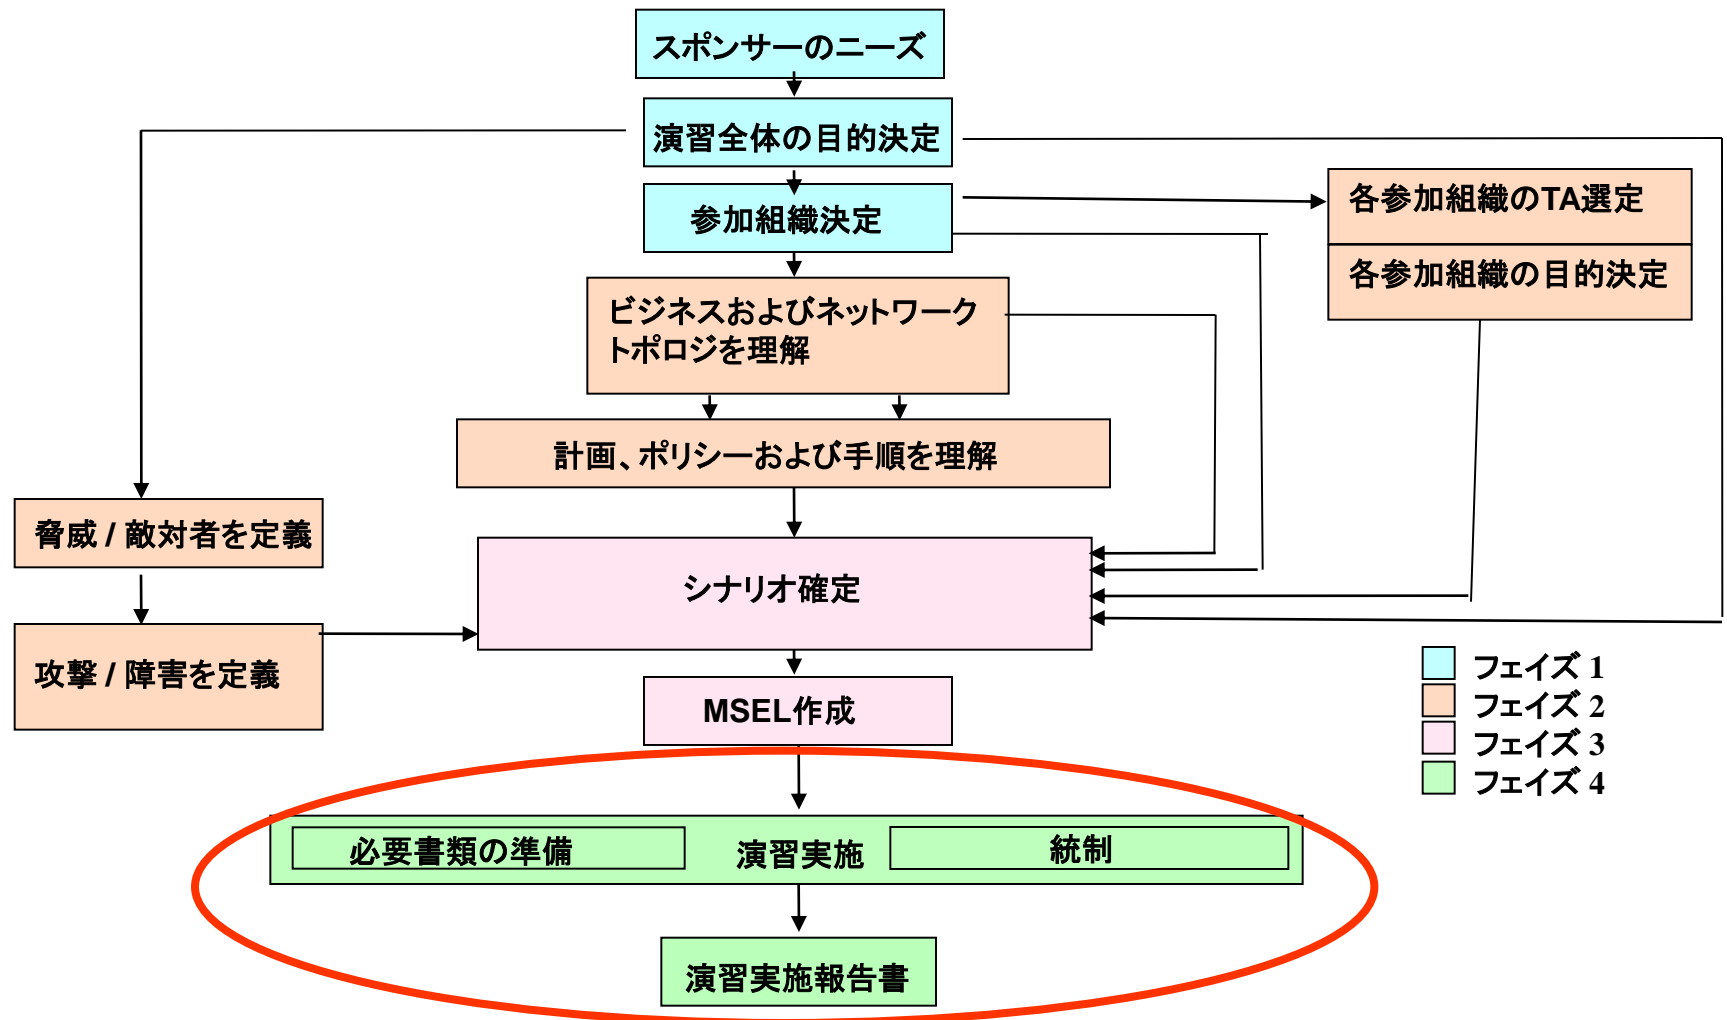 スポンサーのニーズ
演習全体の目的決定
参加組織決定
各参加組織のTA選定
各参加組織の目的決定
ビジネスおよびネットワーク
トポロジを理解
計画、ポリシーおよび手順を理解
脅威 / 敵対者を定義
シナリオ確定
攻撃 / 障害を定義
MSEL作成
フェイズ 1
フェイズ 2
フェイズ 3
フェイズ 4
必要書類の準備
演習実施
統制
演習実施報告書